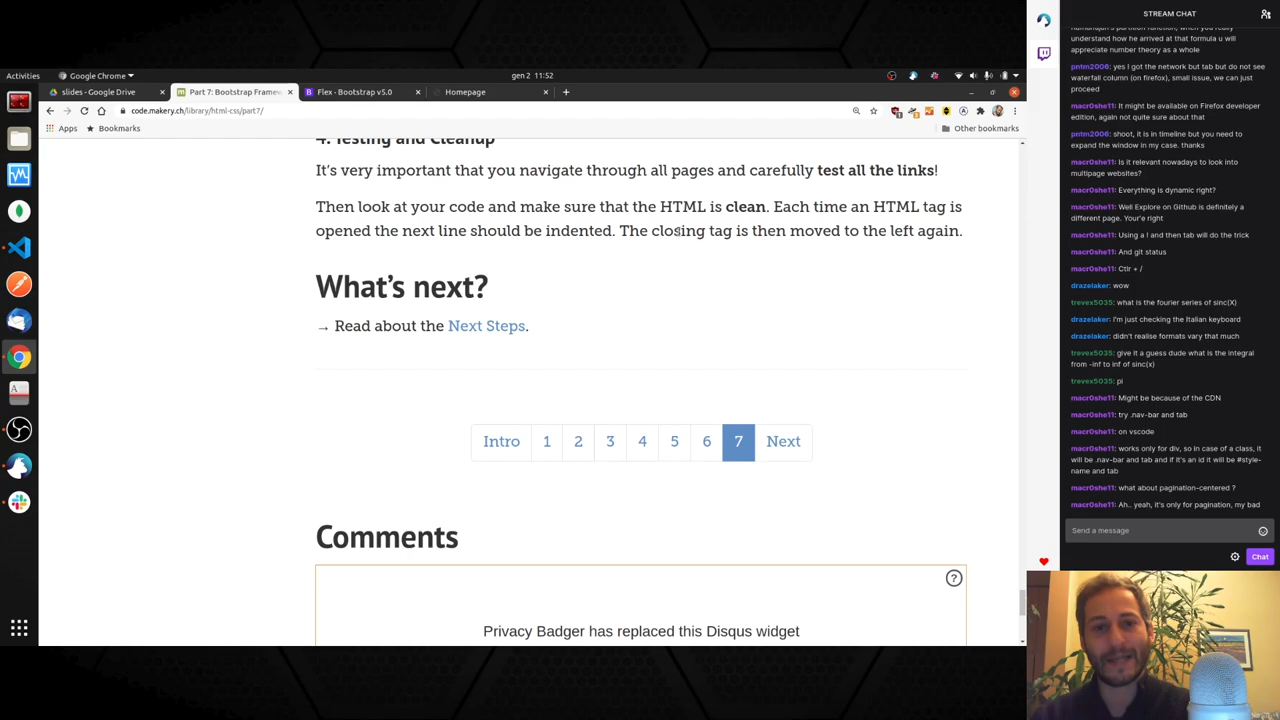 STREAM CHAT
Activities
Google Chrome
gen 2 11:52
slides - Google Drive
Part 7: Bootstrap Framew
Flex · Bootstrap v5.0
Homepage
code.makery.ch/library/html-css/part7/
Apps
Bookmarks
Other bookmarks
4. Testing and Cleanup
It's very important that you navigate through all pages and carefully test all the links!
Then look at your code and make sure that the HTML is clean. Each time an HTML tag is
opened the next line should be indented. The closing tag is then moved to the left again.
What's next?
→ Read about the Next Steps.
Intro 1 2 3 4 5 6 7 Next
Comments
Privacy Badger has replaced this Disqus widget
understand how he arrived at that formula u will
appreciate number theory as a whole
pntm2006: yes I got the network but tab but do not see
waterfall column (on firefox), small issue, we can just
proceed
macr0she11: It might be available on Firefox developer
edition, again not quite sure about that
pntm2006: shoot, it is in timeline but you need to
expand the window in my case. thanks
macr0she11: Is it relevant nowadays to look into
multipage websites?
macr0she11: Everything is dynamic right?
macr0she11: Well Explore on Github is definitely a
different page. Your'e right
macr0she11: Using a ! and then tab will do the trick
macr0she11: And git status
macr0she11: Ctlr + /
drazelaker: wow
trevex5035: what is the fourier series of sinc(X)
drazelaker: I'm just checking the Italian keyboard
drazelaker: didn't realise formats vary that much
trevex5035: give it a guess dude what is the integral
from -inf to inf of sinc(x)
trevex5035: pi
macr0she11: Might be because of the CDN
macr0she11: try .nav-bar and tab
macr0she11: on vscode
macr0she11: works only for div, so in case of a class, it
will be .nav-bar and tab and if it's an id it will be #style-
name and tab
macr0she11: what about pagination-centered ?
macr0she11: Ah.. yeah, it's only for pagination, my bad
Send a message
Chat